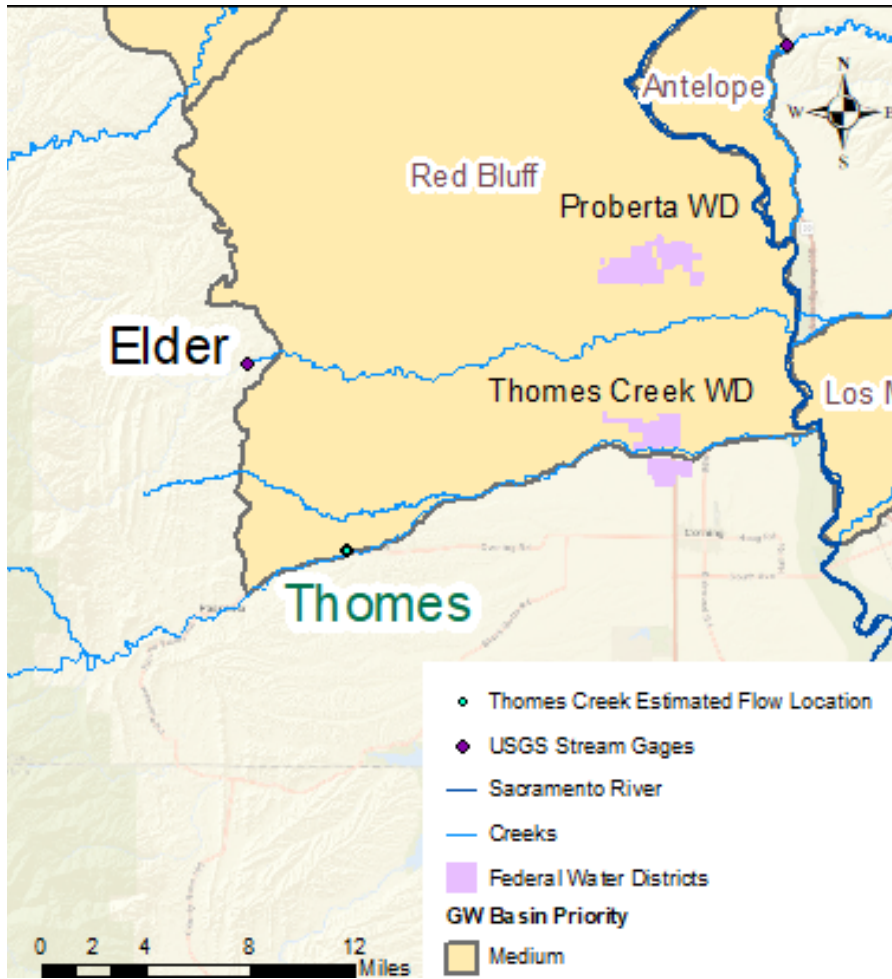 N
Antelope
W
E
S
Red Bluff
Proberta WD
Elder
Thomes Creek WD
Los M
Corning
Thomes
Thomes Creek Estimated Flow Location
USGS Stream Gages
Sacramento River
Creeks
Federal Water Districts
GW Basin Priority
Medium
0 2 4 8 12
Miles